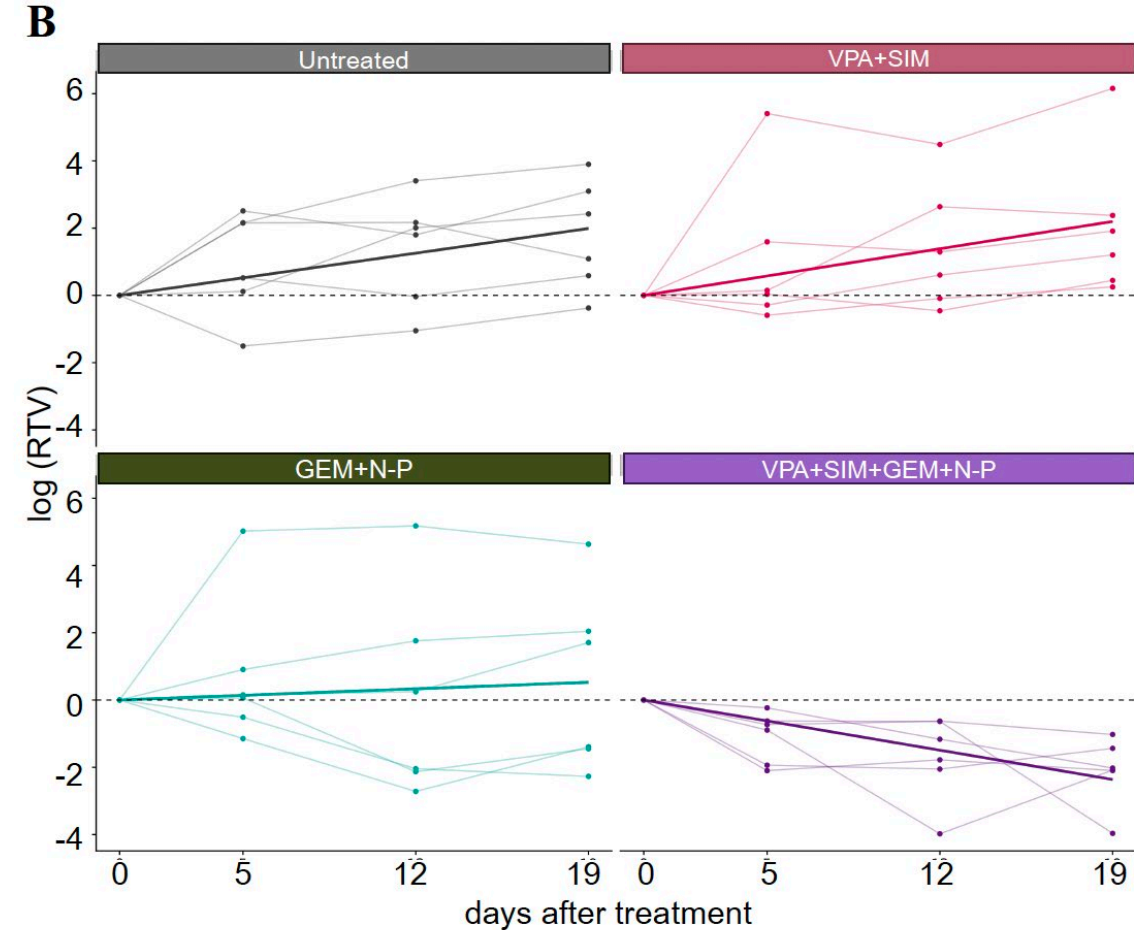 B
Untreated
VPA+SIM
6
4
2
0
-2
-4
GEM+N-P
VPA+SIM+GEM+N-P
6
4
2
0
-2
-4
log (RTV)
0 5 12 19
0 5 12 19
days after treatment